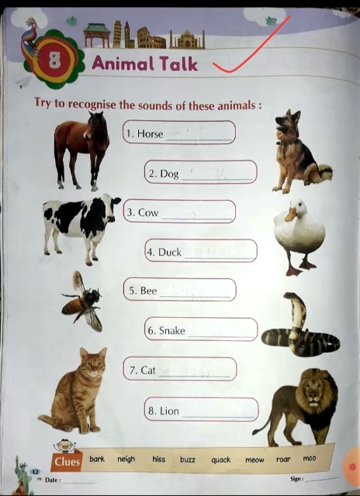 8
Animal Talk
Try to recognise the sounds of these animals :
1. Horse
2. Dog
3. Cow
4. Duck
5. Bee
6. Snake
7. Cat
8. Lion
Clues bark neigh hiss buzz quack meow roar moo
12
Date :
Sign :